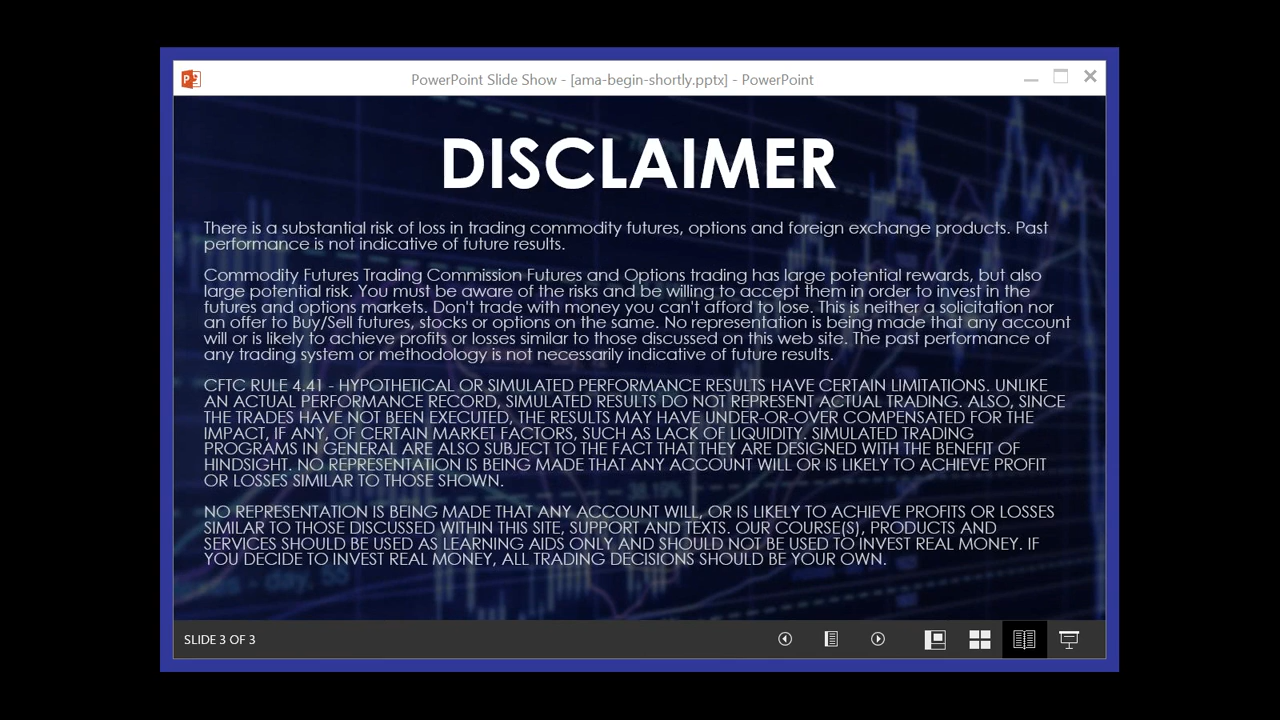 PowerPoint Slide Show - [ama-begin-shortly.pptx] - PowerPoint
DISCLAIMER
There is a substantial risk of loss in trading commodity futures, options and foreign exchange products. Past
performance is not indicative of future results.
Commodity Futures Trading Commission Futures and Options trading has large potential rewards, but also
large potential risk. You must be aware of the risks and be willing to accept them in order to invest in the
futures and options markets. Don't trade with money you can't afford to lose. This is neither a solicitation nor
an offer to Buy/Sell futures, stocks or options on the same. No representation is being made that any account
will or is likely to achieve profits or losses similar to those discussed on this web site. The past performance of
any trading system or methodology is not necessarily indicative of future results.
CFTC RULE 4.41 - HYPOTHETICAL OR SIMULATED PERFORMANCE RESULTS HAVE CERTAIN LIMITATIONS. UNLIKE
AN ACTUAL PERFORMANCE RECORD, SIMULATED RESULTS DO NOT REPRESENT ACTUAL TRADING. ALSO, SINCE
THE TRADES HAVE NOT BEEN EXECUTED, THE RESULTS MAY HAVE UNDER-OR-OVER COMPENSATED FOR THE
IMPACT, IF ANY, OF CERTAIN MARKET FACTORS, SUCH AS LACK OF LIQUIDITY. SIMULATED TRADING
PROGRAMS IN GENERAL ARE ALSO SUBJECT TO THE FACT THAT THEY ARE DESIGNED WITH THE BENEFIT OF
HINDSIGHT. NO REPRESENTATION IS BEING MADE THAT ANY ACCOUNT WILL OR IS LIKELY TO ACHIEVE PROFIT
OR LOSSES SIMILAR TO THOSE SHOWN.
NO REPRESENTATION IS BEING MADE THAT ANY ACCOUNT WILL, OR IS LIKELY TO ACHIEVE PROFITS OR LOSSES
SIMILAR TO THOSE DISCUSSED WITHIN THIS SITE, SUPPORT AND TEXTS. OUR COURSE(S), PRODUCTS AND
SERVICES SHOULD BE USED AS LEARNING AIDS ONLY AND SHOULD NOT BE USED TO INVEST REAL MONEY. IF
YOU DECIDE TO INVEST REAL MONEY, ALL TRADING DECISIONS SHOULD BE YOUR OWN.
SLIDE 3 OF 3